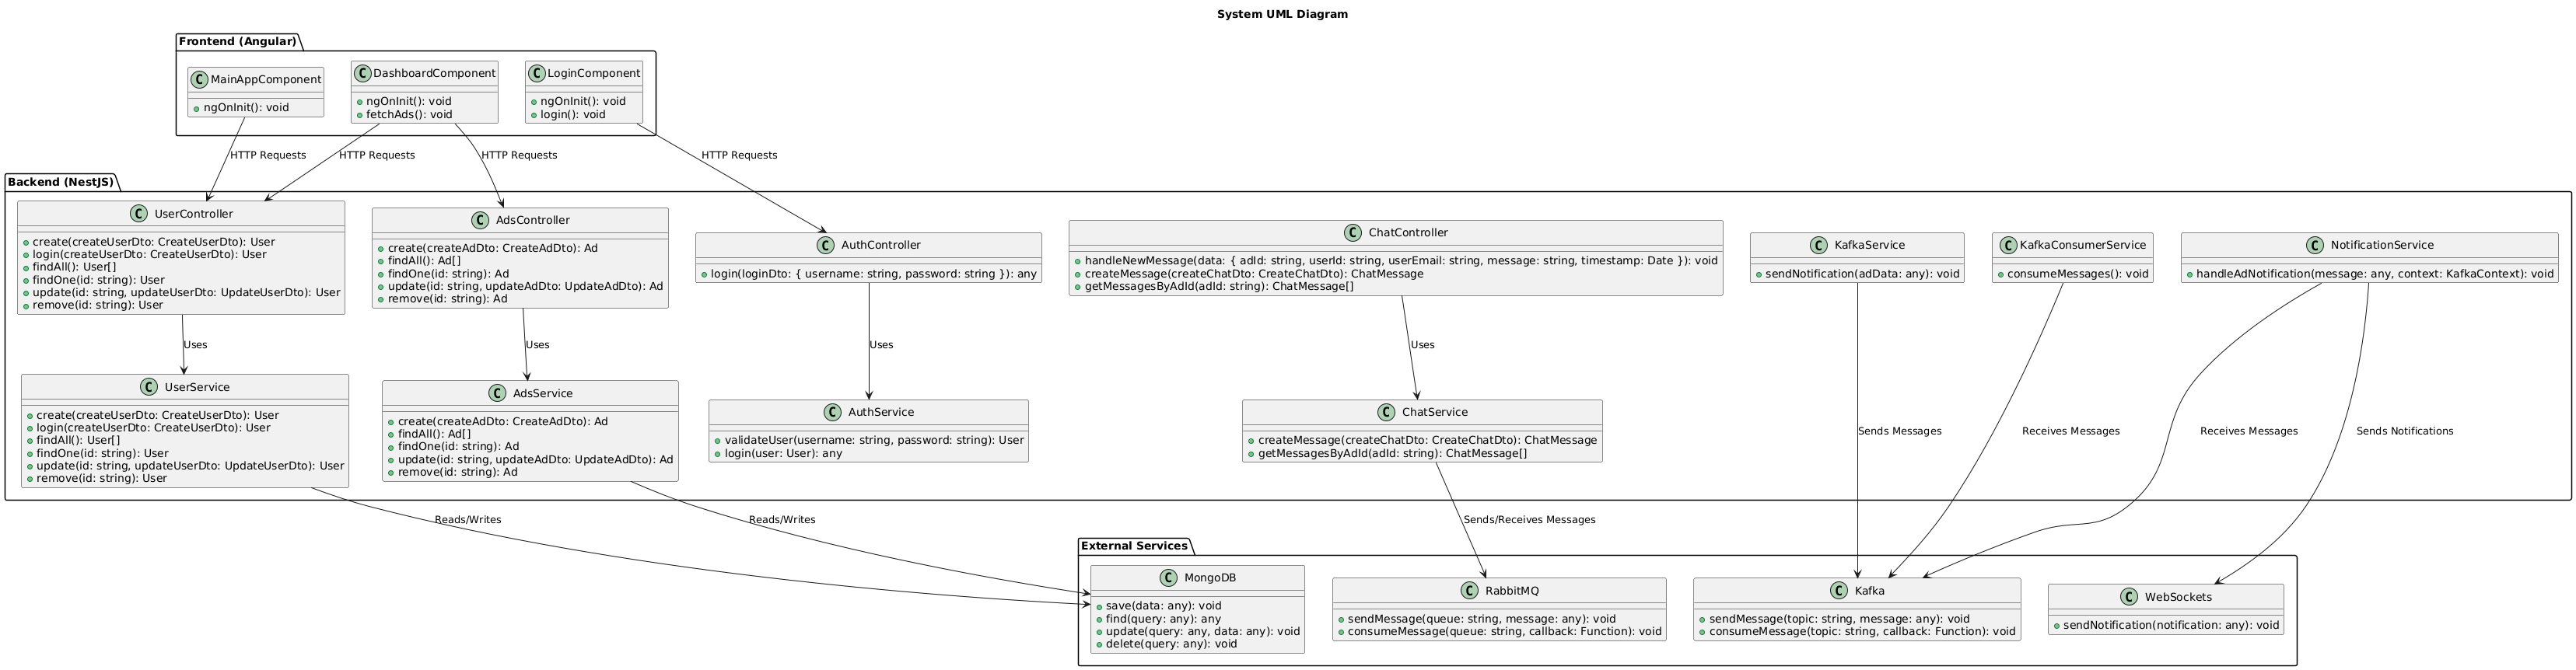 System UML Diagram
Frontend (Angular)
C MainAppComponent
ngOnInit(): void
C DashboardComponent
ngOnInit(): void
fetchAds(): void
C LoginComponent
ngOnInit(): void
login(): void
HTTP Requests
HTTP Requests
HTTP Requests
HTTP Requests
Backend (NestJS)
C UserController
create(createUserDto: CreateUserDto): User
login(createUserDto: CreateUserDto): User
findAll(): User[]
findOne(id: string): User
update(id: string, updateUserDto: UpdateUserDto): User
remove(id: string): User
C AdsController
create(createAdDto: CreateAdDto): Ad
findAll(): Ad[]
findOne(id: string): Ad
update(id: string, updateAdDto: UpdateAdDto): Ad
remove(id: string): Ad
C AuthController
login(loginDto: { username: string, password: string }): any
C ChatController
handleNewMessage(data: { adId: string, userId: string, userEmail: string, message: string, timestamp: Date }): void
createMessage(createChatDto: CreateChatDto): ChatMessage
getMessagesByAdId(adId: string): ChatMessage[]
C KafkaService
sendNotification(adData: any): void
C KafkaConsumerService
consumeMessages(): void
C NotificationService
handleAdNotification(message: any, context: KafkaContext): void
Uses
Uses
Uses
Uses
C UserService
create(createUserDto: CreateUserDto): User
login(createUserDto: CreateUserDto): User
findAll(): User[]
findOne(id: string): User
update(id: string, updateUserDto: UpdateUserDto): User
remove(id: string): User
C AdsService
create(createAdDto: CreateAdDto): Ad
findAll(): Ad[]
findOne(id: string): Ad
update(id: string, updateAdDto: UpdateAdDto): Ad
remove(id: string): Ad
C AuthService
validateUser(username: string, password: string): User
login(user: User): any
C ChatService
createMessage(createChatDto: CreateChatDto): ChatMessage
getMessagesByAdId(adId: string): ChatMessage[]
Sends Messages
Receives Messages
Receives Messages
Sends Notifications
Reads/Writes
Reads/Writes
Sends/Receives Messages
External Services
C MongoDB
save(data: any): void
find(query: any): any
update(query: any, data: any): void
delete(query: any): void
C RabbitMQ
sendMessage(queue: string, message: any): void
consumeMessage(queue: string, callback: Function): void
C Kafka
sendMessage(topic: string, message: any): void
consumeMessage(topic: string, callback: Function): void
C WebSockets
sendNotification(notification: any): void